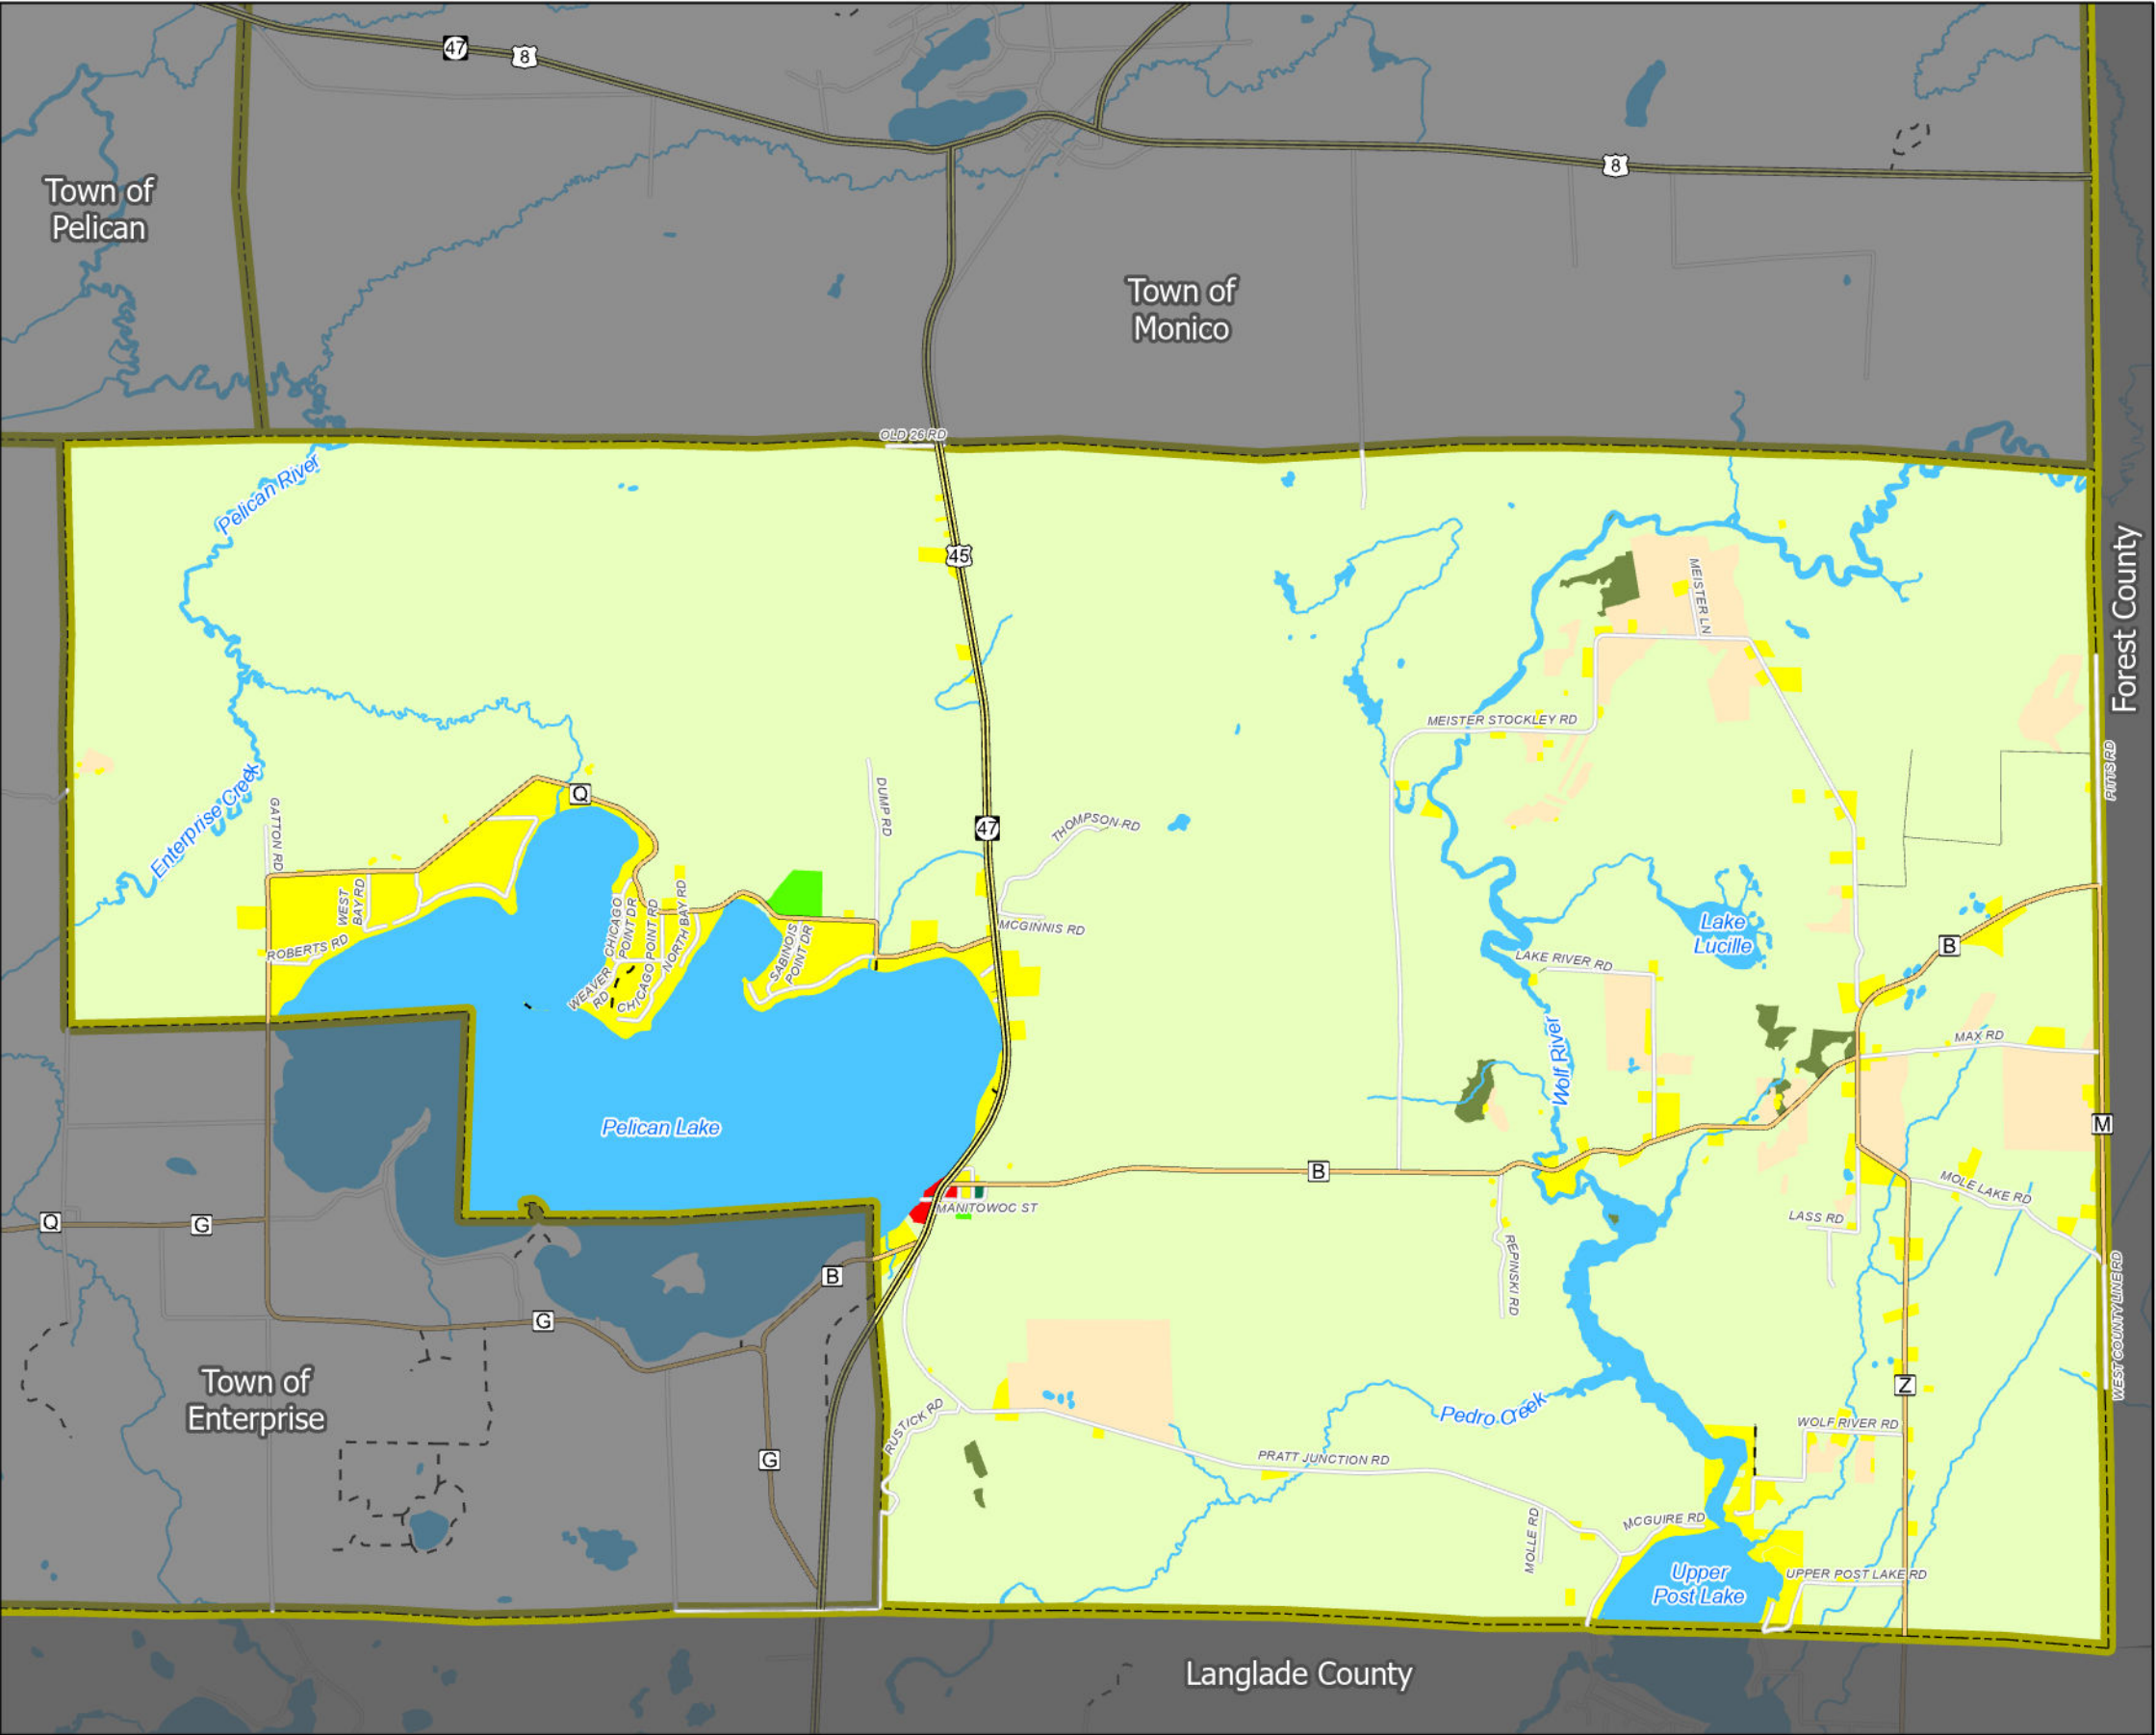 47
8
8
Town of
Pelican
Town of
Monico
OLD 26 RD
Pelican River
45
MEISTER LN
Forest County
MEISTER STOCKLEY RD
PITTS RD
Enterprise Creek
Q
GATTON RD
DUMP RD
47
THOMPSON RD
WEST
BAY RD
CHICAGO
POINT DR
CHICAGO POINT RD
NORTH BAY RD
ROBERTS RD
WEAVER
RD
SABINOIS
POINT DR
MCGINNIS RD
Lake
Lucille
B
LAKE RIVER RD
Wolf River
MAX RD
Pelican Lake
M
B
MANITOWOC ST
MOLE LAKE RD
LASS RD
Q
G
REPINSKI RD
B
G
WEST COUNTY LINE RD
Town of
Enterprise
Z
RUSTICK RD
Pedro Creek
WOLF RIVER RD
G
PRATT JUNCTION RD
MOLLE RD
MCGUIRE RD
Upper
Post Lake
UPPER POST LAKE RD
Langlade County